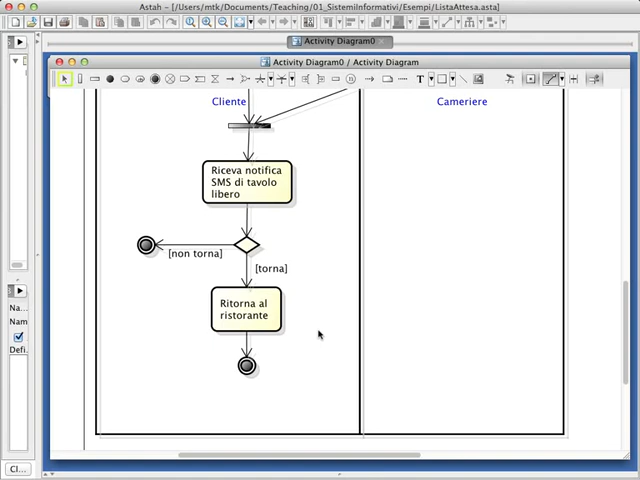 Astah - [/Users/mtk/Documents/Teaching/01_SistemiInformativi/Esempi/ListaAttesa.asta]
Activity Diagram0
Activity Diagram0 / Activity Diagram
T
Cliente
Cameriere
Riceva notifica
SMS di tavolo
libero
[non torna]
[torna]
Ritorna al
ristorante
Na...
Nam
Defi.
Cl...